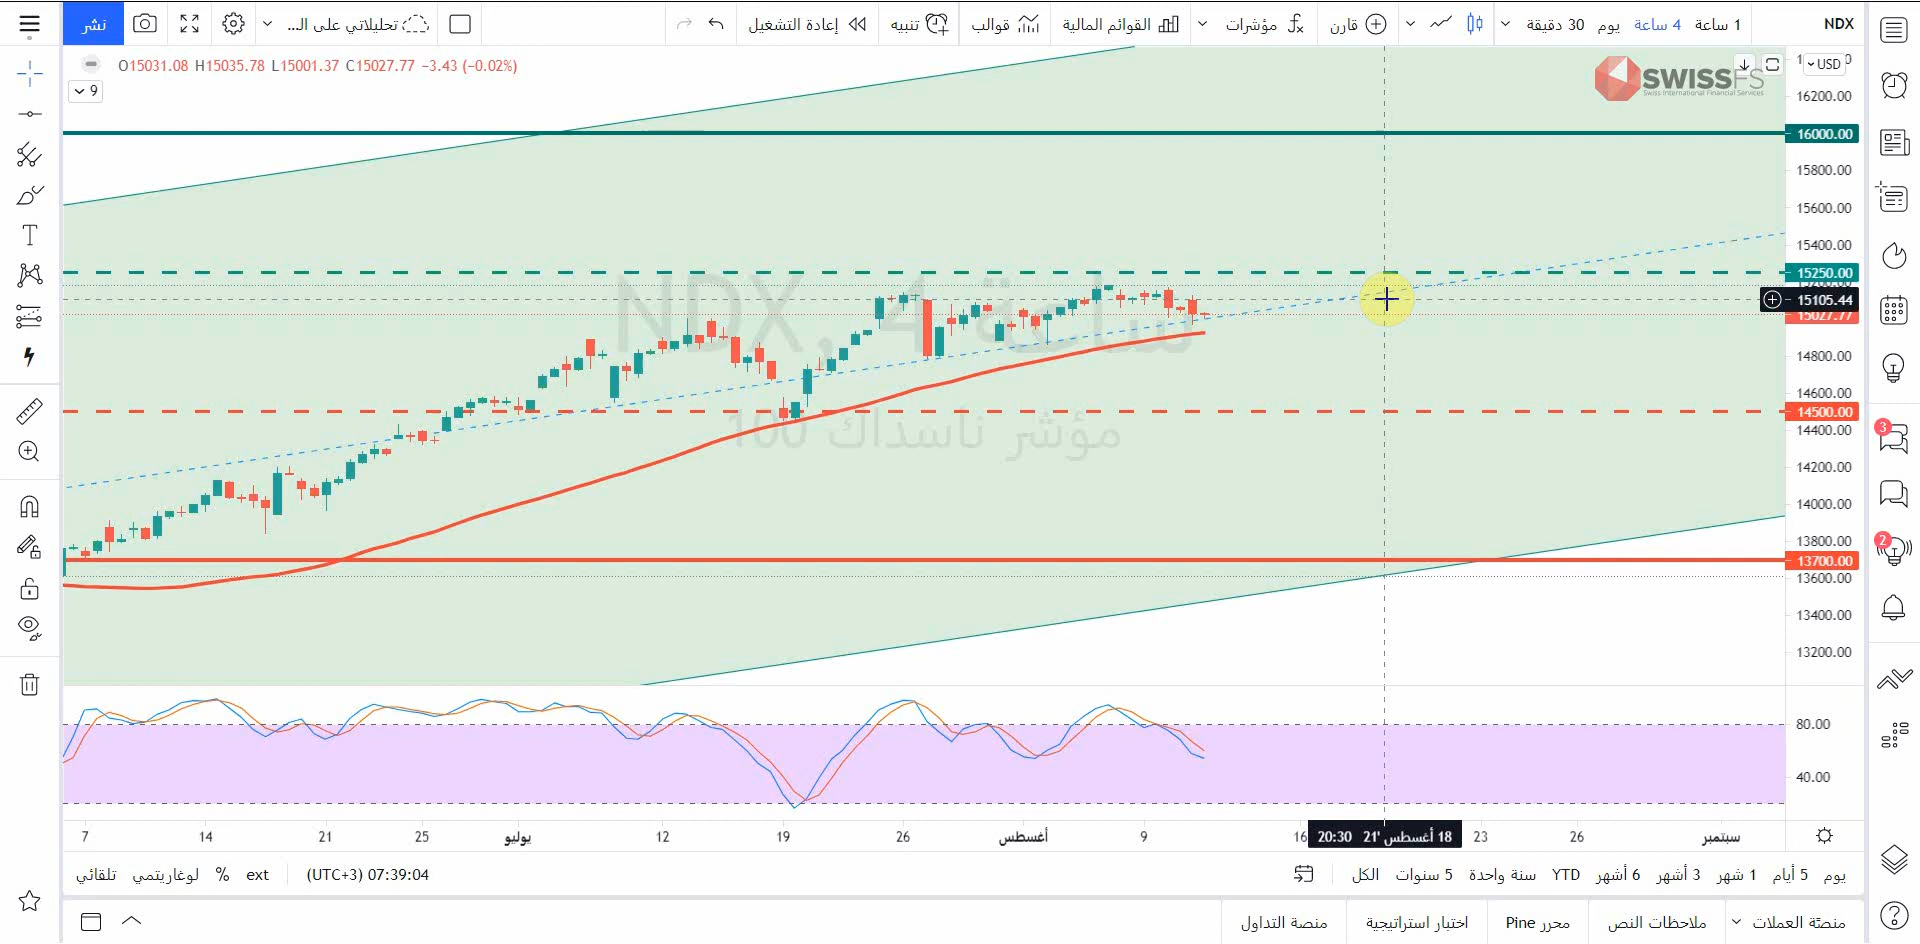 نشر
تحليلاتي على الـ...
إعادة التشغيل
تنبيه
قوالب
القوائم المالية
مؤشرات
قارن
30 دقيقة
يوم
4 ساعة
1 ساعة
NDX
O15031.08 H15035.78 L15001.37 C15027.77 −3.43 (−0.02%)
9
SWISSFS
Swiss International Financial Services
USD
16200.00
16000.00
15800.00
15600.00
15400.00
15250.00
15105.44
15027.77
14800.00
14600.00
14500.00
14400.00
14200.00
14000.00
13800.00
13700.00
13600.00
13400.00
13200.00
NDX, 4 ساعة
مؤشر ناسداك 100
3
2
80.00
40.00
7
14
21
25
يوليو
12
19
26
أغسطس
9
16
18 أغسطس '21 20:30
23
26
سبتمبر
تلقائي
لوغاريتمي
%
ext
07:39:04 (UTC+3)
الكل
5 سنوات
سنة واحدة
YTD
6 أشهر
3 أشهر
1 شهر
5 أيام
يوم
منصة التداول
اختبار استراتيجية
محرر Pine
ملاحظات النص
منصّة العملات